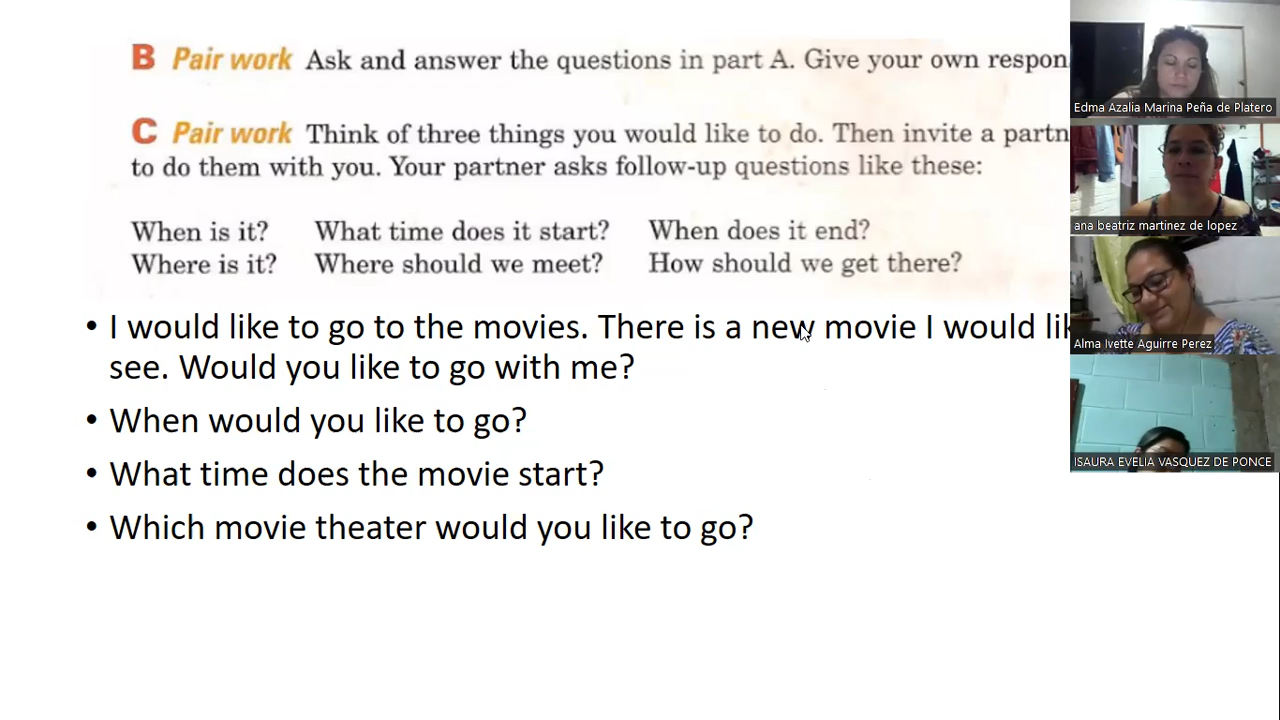 B Pair work Ask and answer the questions in part A. Give your own respon
C Pair work Think of three things you would like to do. Then invite a partn
to do them with you. Your partner asks follow-up questions like these:
When is it? What time does it start? When does it end?
Where is it? Where should we meet? How should we get there?
• I would like to go to the movies. There is a new movie I would lik
see. Would you like to go with me?
• When would you like to go?
• What time does the movie start?
• Which movie theater would you like to go?
Edma Azalia Marina Peña de Platero
ana beatriz martinez de lopez
Alma Ivette Aguirre Perez
ISAURA EVELIA VASQUEZ DE PONCE